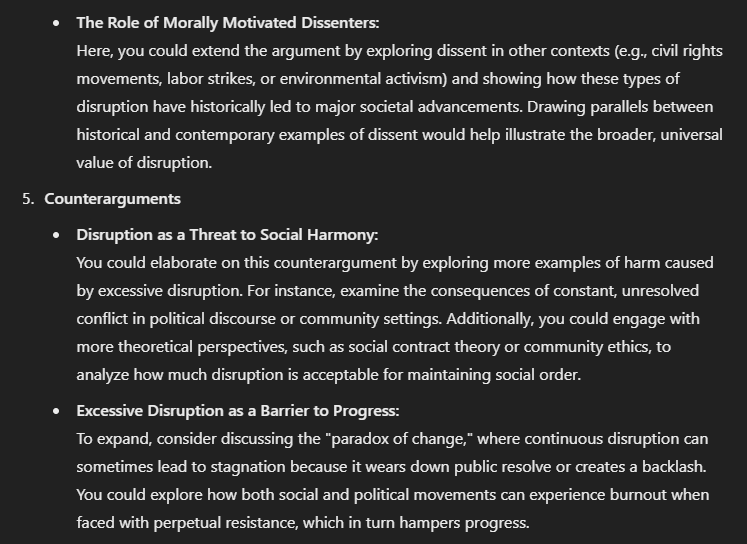 • The Role of Morally Motivated Dissenters:
Here, you could extend the argument by exploring dissent in other contexts (e.g., civil rights
movements, labor strikes, or environmental activism) and showing how these types of
disruption have historically led to major societal advancements. Drawing parallels between
historical and contemporary examples of dissent would help illustrate the broader, universal
value of disruption.
5. Counterarguments
• Disruption as a Threat to Social Harmony:
You could elaborate on this counterargument by exploring more examples of harm caused
by excessive disruption. For instance, examine the consequences of constant, unresolved
conflict in political discourse or community settings. Additionally, you could engage with
more theoretical perspectives, such as social contract theory or community ethics, to
analyze how much disruption is acceptable for maintaining social order.
• Excessive Disruption as a Barrier to Progress:
To expand, consider discussing the "paradox of change," where continuous disruption can
sometimes lead to stagnation because it wears down public resolve or creates a backlash.
You could explore how both social and political movements can experience burnout when
faced with perpetual resistance, which in turn hampers progress.